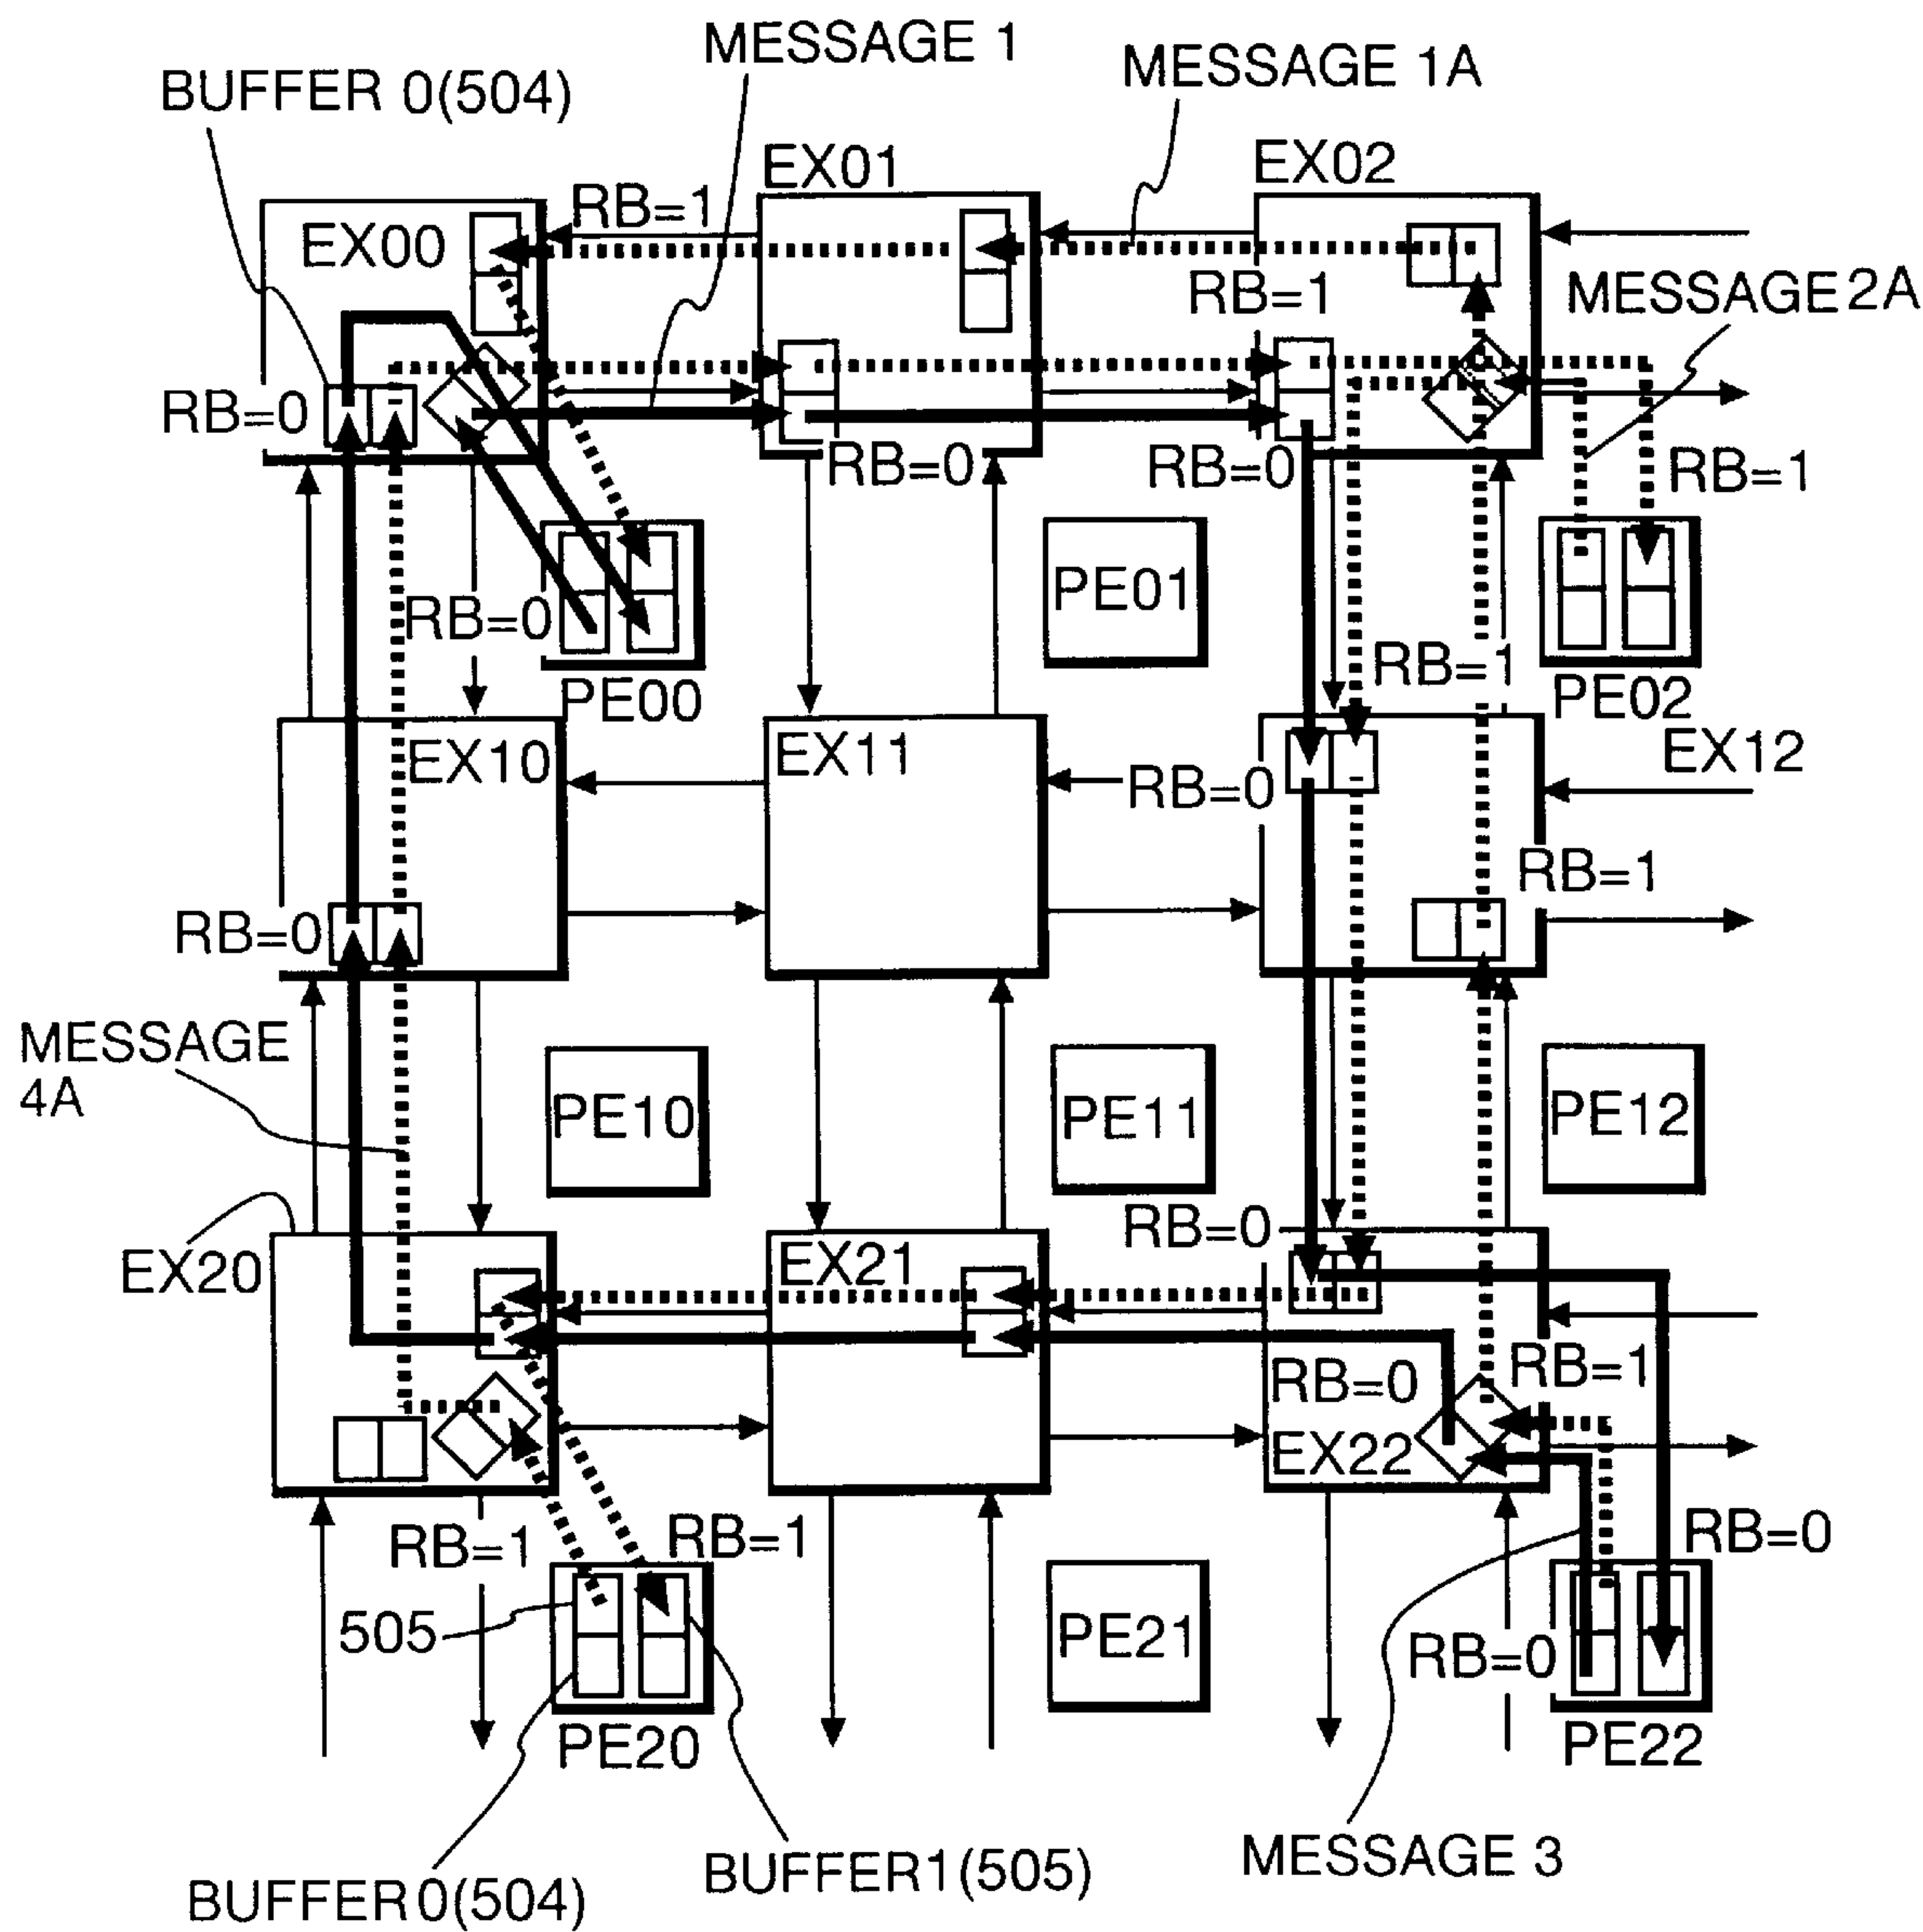 MESSAGE 1
MESSAGE 1A
BUFFER 0(504)
EX01
EX02
RB=1
EX00
RB=1
MESSAGE 2A
RB=0
RB=0
RB=0
RB=1
PE01
RB=0
RB=1
PE00
PE02
EX10
EX11
EX12
RB=0
RB=1
RB=0
MESSAGE
4A
PE10
PE11
PE12
RB=0
EX20
EX21
RB=0
RB=1
EX22
RB=1
RB=1
RB=0
505
PE21
RB=0
PE20
PE22
BUFFER 0(504)
BUFFER1(505)
MESSAGE 3